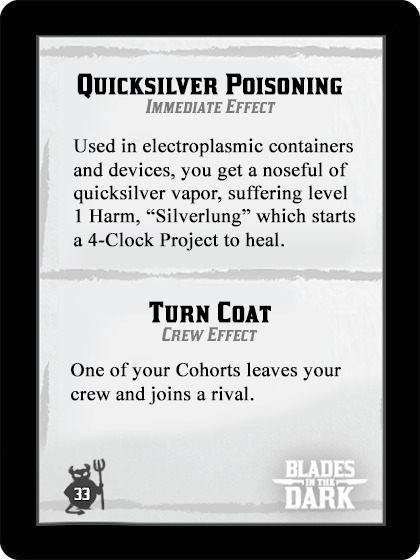 Quicksilver Poisoning
Immediate Effect
Used in electroplasmic containers
and devices, you get a noseful of
quicksilver vapor, suffering level
1 Harm, “Silverlung” which starts
a 4-Clock Project to heal.
Turn Coat
Crew Effect
One of your Cohorts leaves your
crew and joins a rival.
33
BLADES
IN THE
DARK